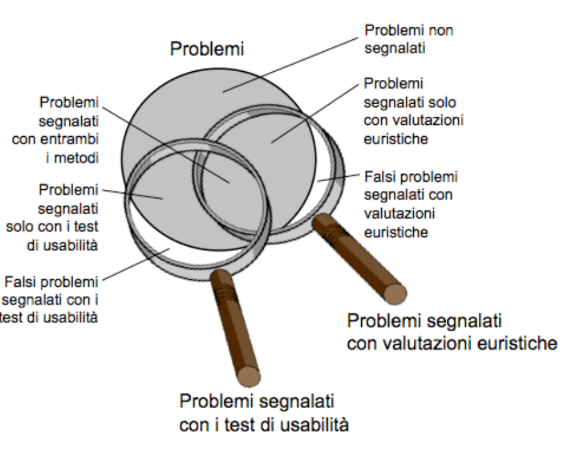 Problemi
Problemi non
segnalati
Problemi
segnalati solo
con valutazioni
euristiche
Problemi
segnalati
con entrambi
i metodi
Falsi problemi
segnalati con
valutazioni
euristiche
Problemi
segnalati
solo con i test
di usabilità
Falsi problemi
segnalati con i
test di usabilità
Problemi segnalati
con valutazioni euristiche
Problemi segnalati
con i test di usabilità